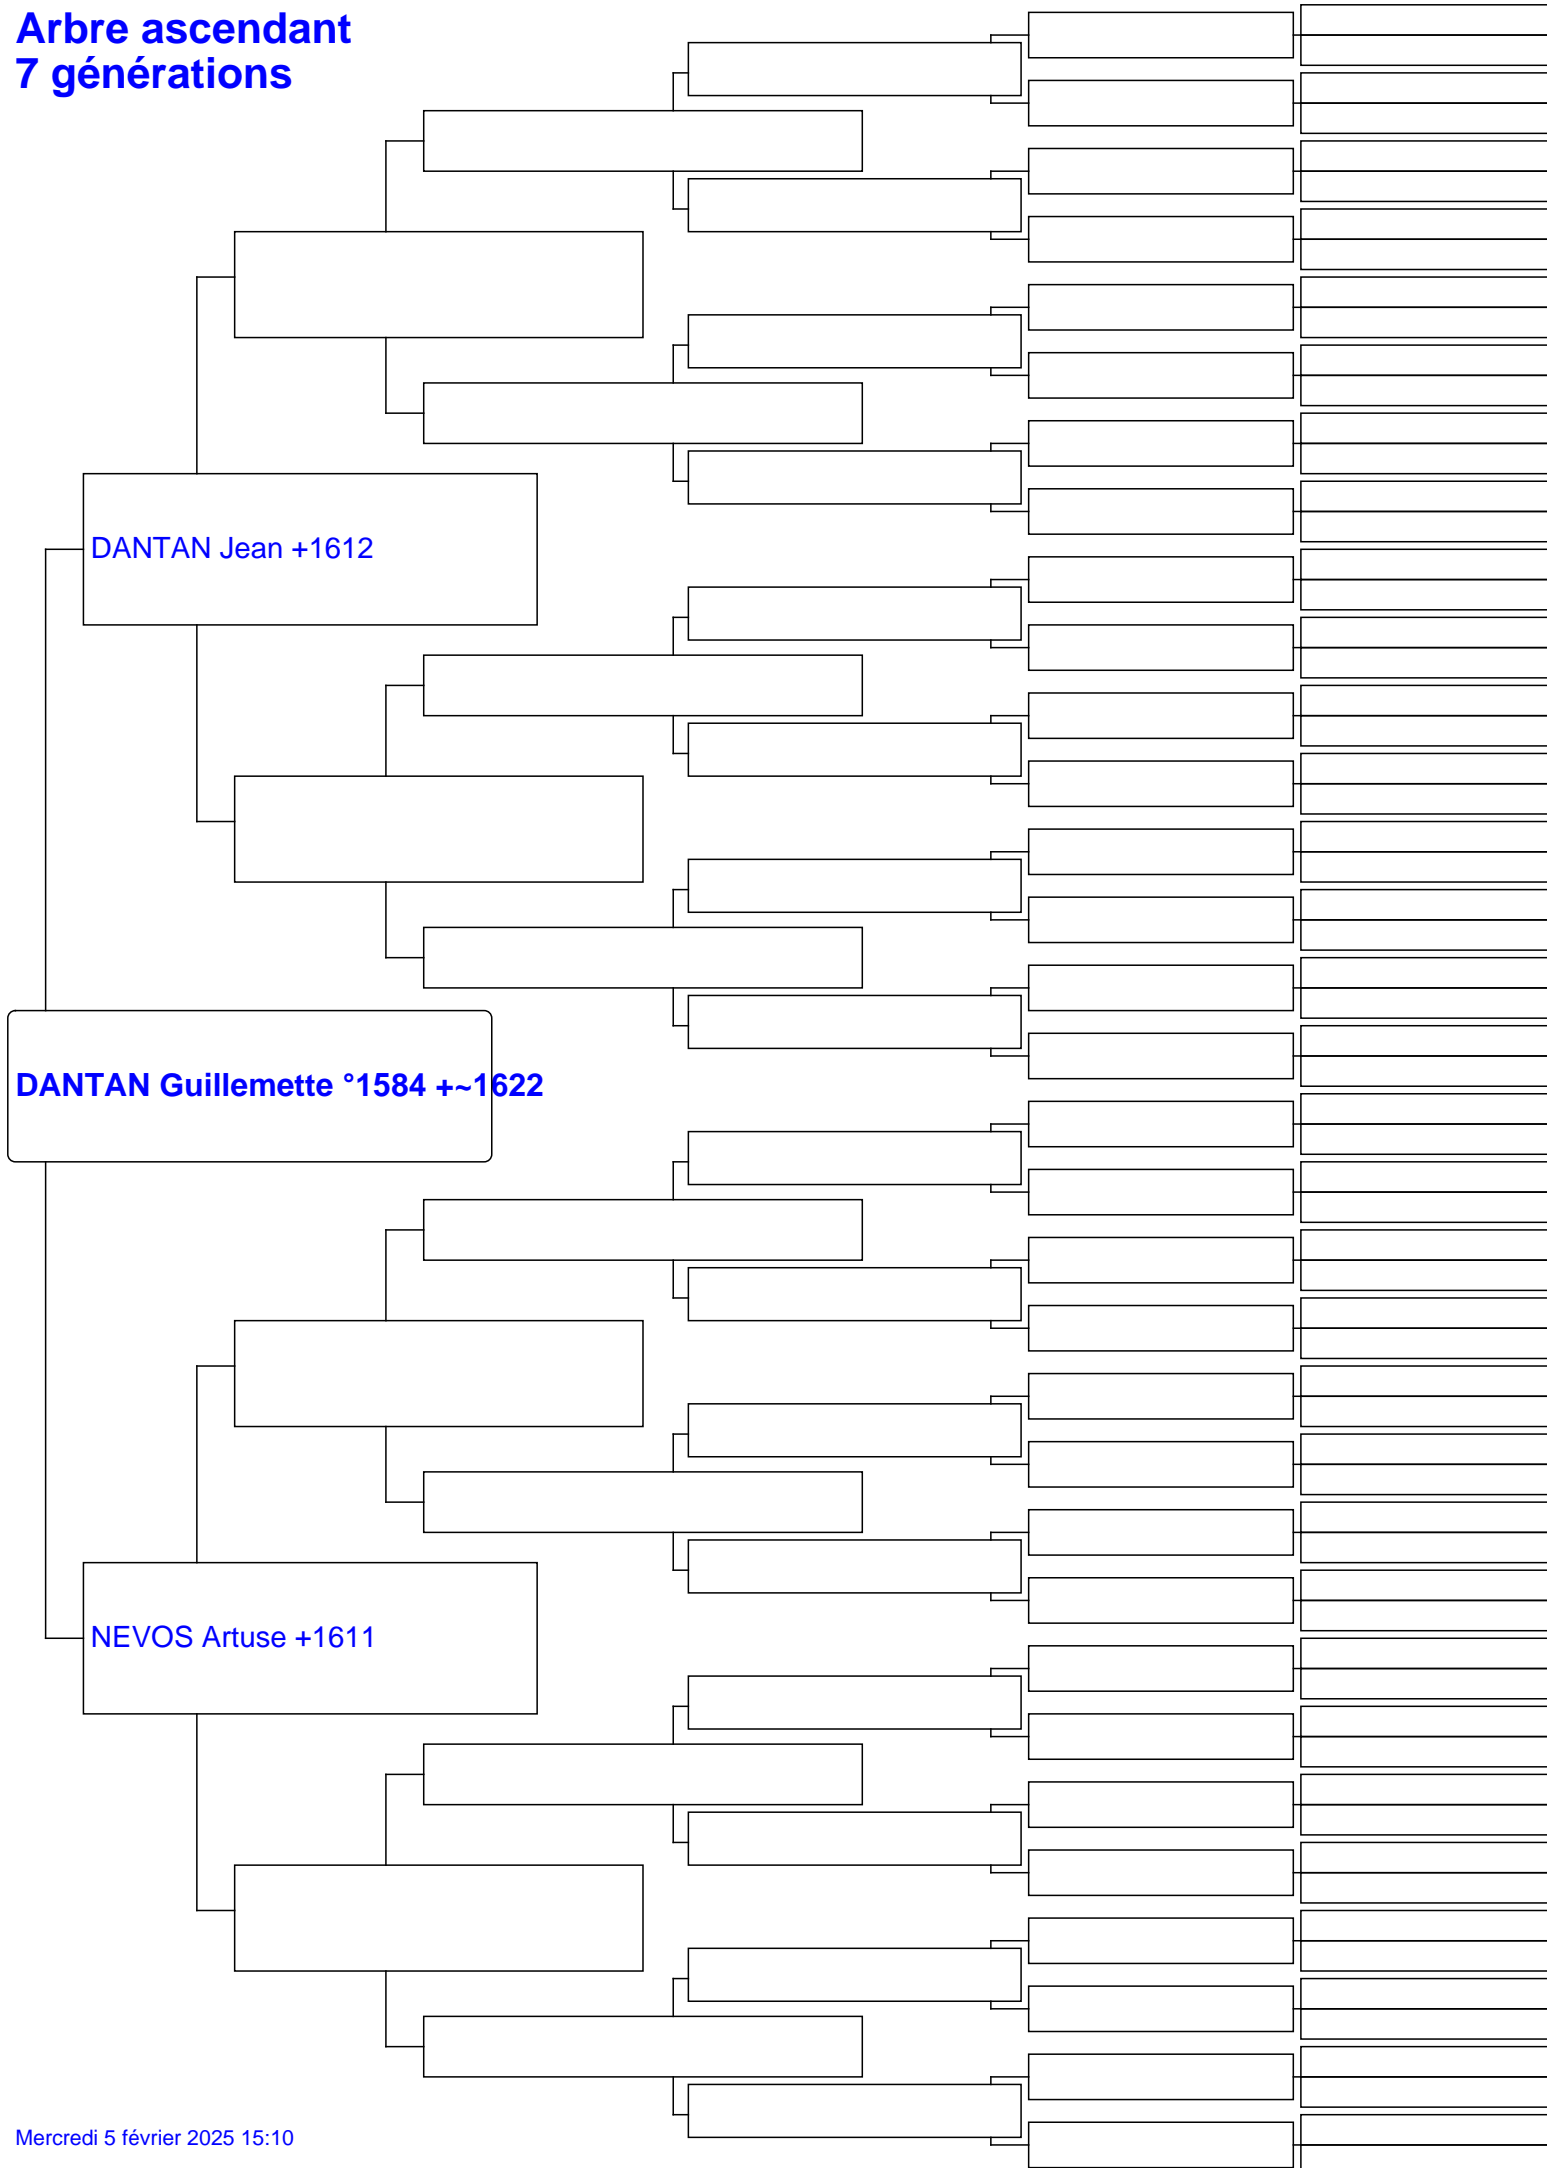 Arbre ascendant
7 générations
DANTAN Jean +1612
DANTAN Guillemette °1584 +~1622
NEVOS Artuse +1611
Mercredi 5 février 2025 15:10